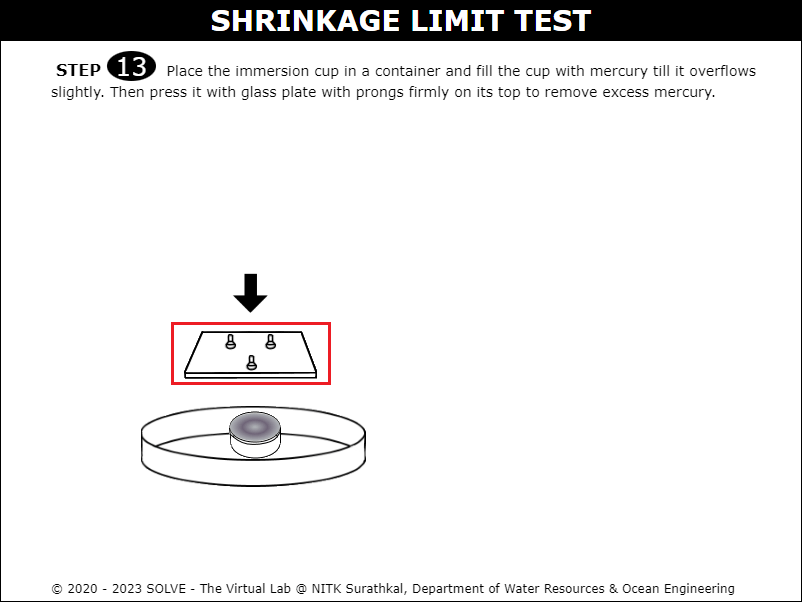 SHRINKAGE LIMIT TEST
STEP 13 Place the immersion cup in a container and fill the cup with mercury till it overflows
slightly. Then press it with glass plate with prongs firmly on its top to remove excess mercury.
© 2020 - 2023 SOLVE - The Virtual Lab @ NITK Surathkal, Department of Water Resources & Ocean Engineering